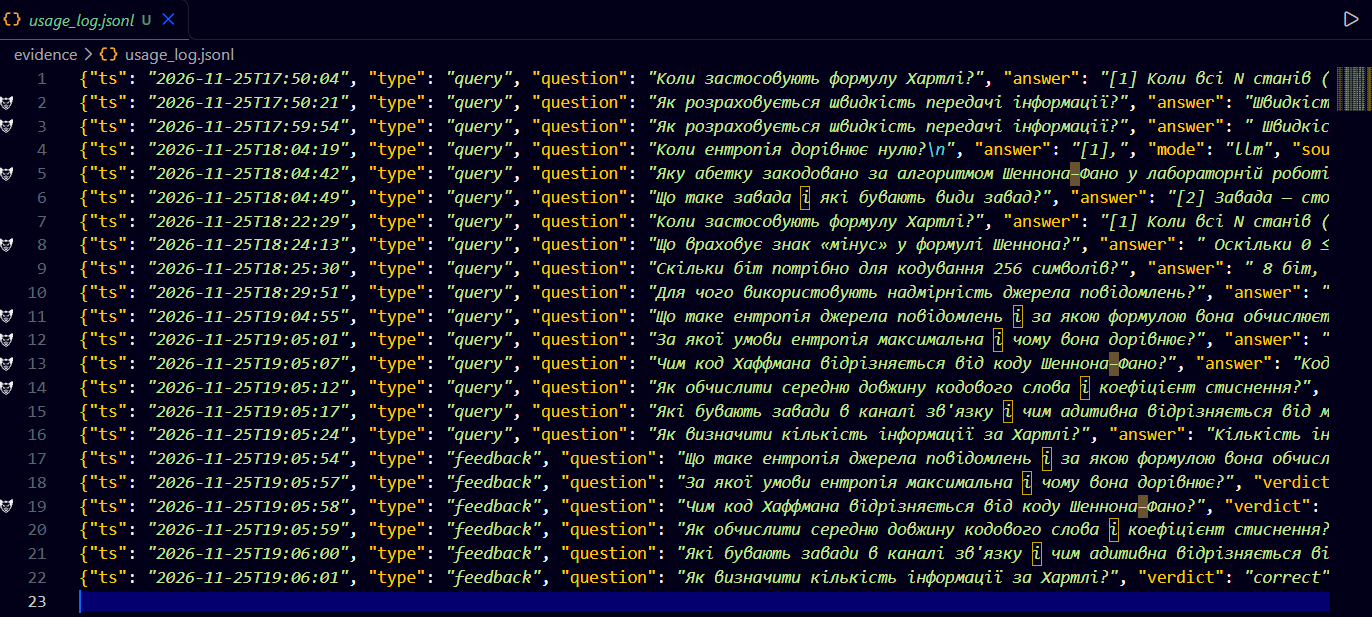 {} usage_log.jsonl U ×
evidence > {} usage_log.jsonl
1 {"ts": "2026-11-25T17:50:04", "type": "query", "question": "Коли застосовують формулу Хартлі?", "answer": "[1] Коли всі N станів (
2 {"ts": "2026-11-25T17:50:21", "type": "query", "question": "Як розраховується швидкість передачі інформації?", "answer": "Швидкіст
3 {"ts": "2026-11-25T17:59:54", "type": "query", "question": "Як розраховується швидкість передачі інформації?", "answer": " Швидкіс
4 {"ts": "2026-11-25T18:04:19", "type": "query", "question": "Коли ентропія дорівнює нулю?\n", "answer": "[1],", "mode": "llm", "sou
5 {"ts": "2026-11-25T18:04:42", "type": "query", "question": "Яку абетку закодовано за алгоритмом Шеннона–Фано у лабораторній роботі
6 {"ts": "2026-11-25T18:04:49", "type": "query", "question": "Що таке завада і які бувають види завад?", "answer": "[2] Завада — сто
7 {"ts": "2026-11-25T18:22:29", "type": "query", "question": "Коли застосовують формулу Хартлі?", "answer": "[1] Коли всі N станів (
8 {"ts": "2026-11-25T18:24:13", "type": "query", "question": "Що враховує знак «мінус» у формулі Шеннона?", "answer": " Оскільки 0 ≤
9 {"ts": "2026-11-25T18:25:30", "type": "query", "question": "Скільки біт потрібно для кодування 256 символів?", "answer": " 8 біт,
10 {"ts": "2026-11-25T18:29:51", "type": "query", "question": "Для чого використовують надмірність джерела повідомлень?", "answer": "
11 {"ts": "2026-11-25T19:04:55", "type": "query", "question": "Що таке ентропія джерела повідомлень і за якою формулою вона обчислюєт
12 {"ts": "2026-11-25T19:05:01", "type": "query", "question": "За якої умови ентропія максимальна і чому вона дорівнює?", "answer": "
13 {"ts": "2026-11-25T19:05:07", "type": "query", "question": "Чим код Хаффмана відрізняється від коду Шеннона–Фано?", "answer": "Код
14 {"ts": "2026-11-25T19:05:12", "type": "query", "question": "Як обчислити середню довжину кодового слова і коефіцієнт стиснення?",
15 {"ts": "2026-11-25T19:05:17", "type": "query", "question": "Які бувають завади в каналі зв'язку і чим адитивна відрізняється від м
16 {"ts": "2026-11-25T19:05:24", "type": "query", "question": "Як визначити кількість інформації за Хартлі?", "answer": "Кількість ін
17 {"ts": "2026-11-25T19:05:54", "type": "feedback", "question": "Що таке ентропія джерела повідомлень і за якою формулою вона обчисл
18 {"ts": "2026-11-25T19:05:57", "type": "feedback", "question": "За якої умови ентропія максимальна і чому вона дорівнює?", "verdict
19 {"ts": "2026-11-25T19:05:58", "type": "feedback", "question": "Чим код Хаффмана відрізняється від коду Шеннона–Фано?", "verdict":
20 {"ts": "2026-11-25T19:05:59", "type": "feedback", "question": "Як обчислити середню довжину кодового слова і коефіцієнт стиснення?
21 {"ts": "2026-11-25T19:06:00", "type": "feedback", "question": "Які бувають завади в каналі зв'язку і чим адитивна відрізняється ві
22 {"ts": "2026-11-25T19:06:01", "type": "feedback", "question": "Як визначити кількість інформації за Хартлі?", "verdict": "correct"
23